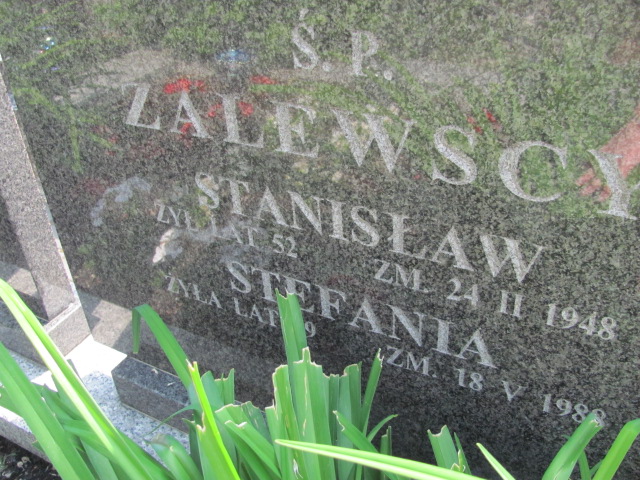 Ś. P.
ZALEWSCY
STANISŁAW
ŻYŁ LAT 52 ZM. 24 II 1948
STEFANIA
ŻYŁA LAT ZM. 18 V